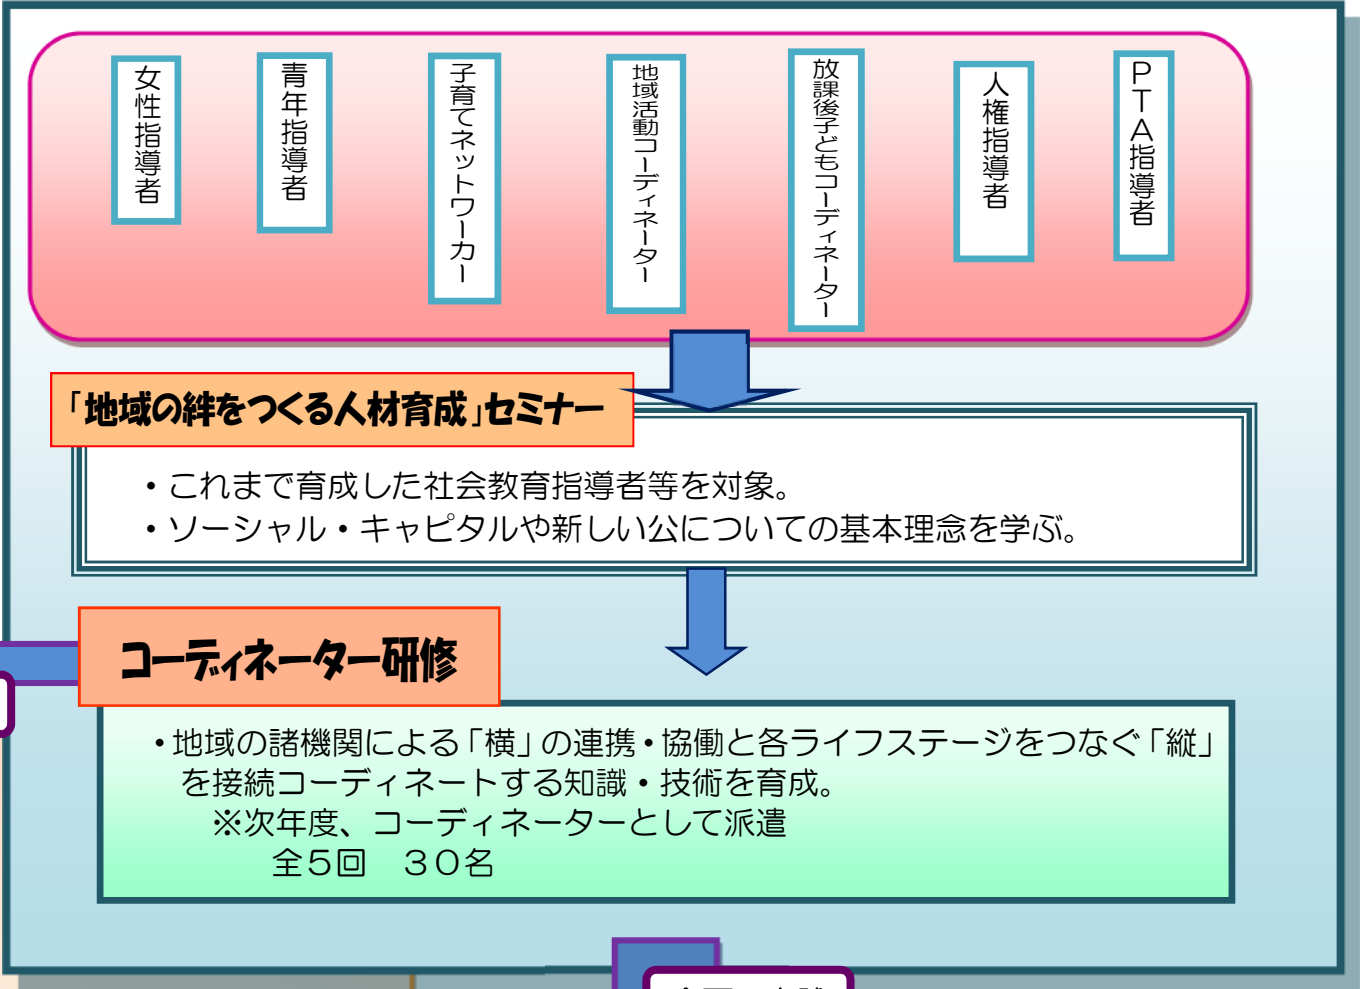 女性指導者
青年指導者
子育てネットワーカー
地域活動コーディネーター
放課後子どもコーディネーター
人権指導者
ＰＴＡ指導者
「地域の絆をつくる人材育成」セミナー
・これまで育成した社会教育指導者等を対象。
・ソーシャル・キャピタルや新しい公についての基本理念を学ぶ。
コーディネーター研修
・地域の諸機関による「横」の連携・協働と各ライフステージをつなぐ「縦」
を接続コーディネートする知識・技術を育成。
※次年度、コーディネーターとして派遣
全５回　３０名